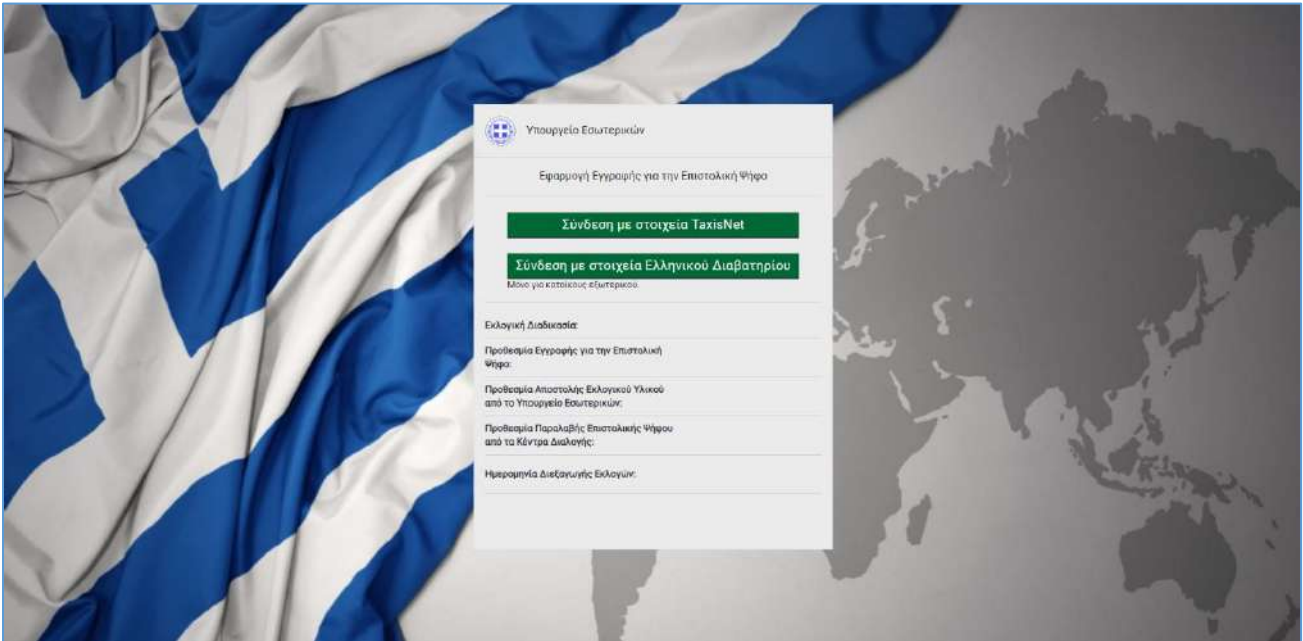 Υπουργείο Εσωτερικών
Εφαρμογή Εγγραφής για την Επιστολική Ψήφο
Σύνδεση με στοιχεία TaxisNet
Σύνδεση με στοιχεία Ελληνικού Διαβατηρίου
Μόνο για κατοίκους εξωτερικού.
Εκλογική Διαδικασία:
Προθεσμία Εγγραφής για την Επιστολική
Ψήφο:
Προθεσμία Αποστολής Εκλογικού Υλικού
από το Υπουργείο Εσωτερικών:
Προθεσμία Παραλαβής Επιστολικής Ψήφου
από τα Κέντρα Διαλογής:
Ημερομηνία Διεξαγωγής Εκλογών: